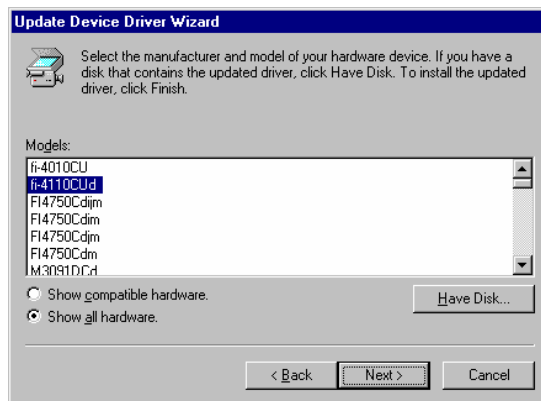 Update Device Driver Wizard
Select the manufacturer and model of your hardware device. If you have a
disk that contains the updated driver, click Have Disk. To install the updated
driver, click Finish.
Models:
fi-4010CU
fi-4110CUd
FI4750Cdijm
FI4750Cdim
FI4750Cdjm
FI4750Cdm
M3091DCd
Show compatible hardware.
Have Disk...
Show all hardware.
< Back
Next >
Cancel